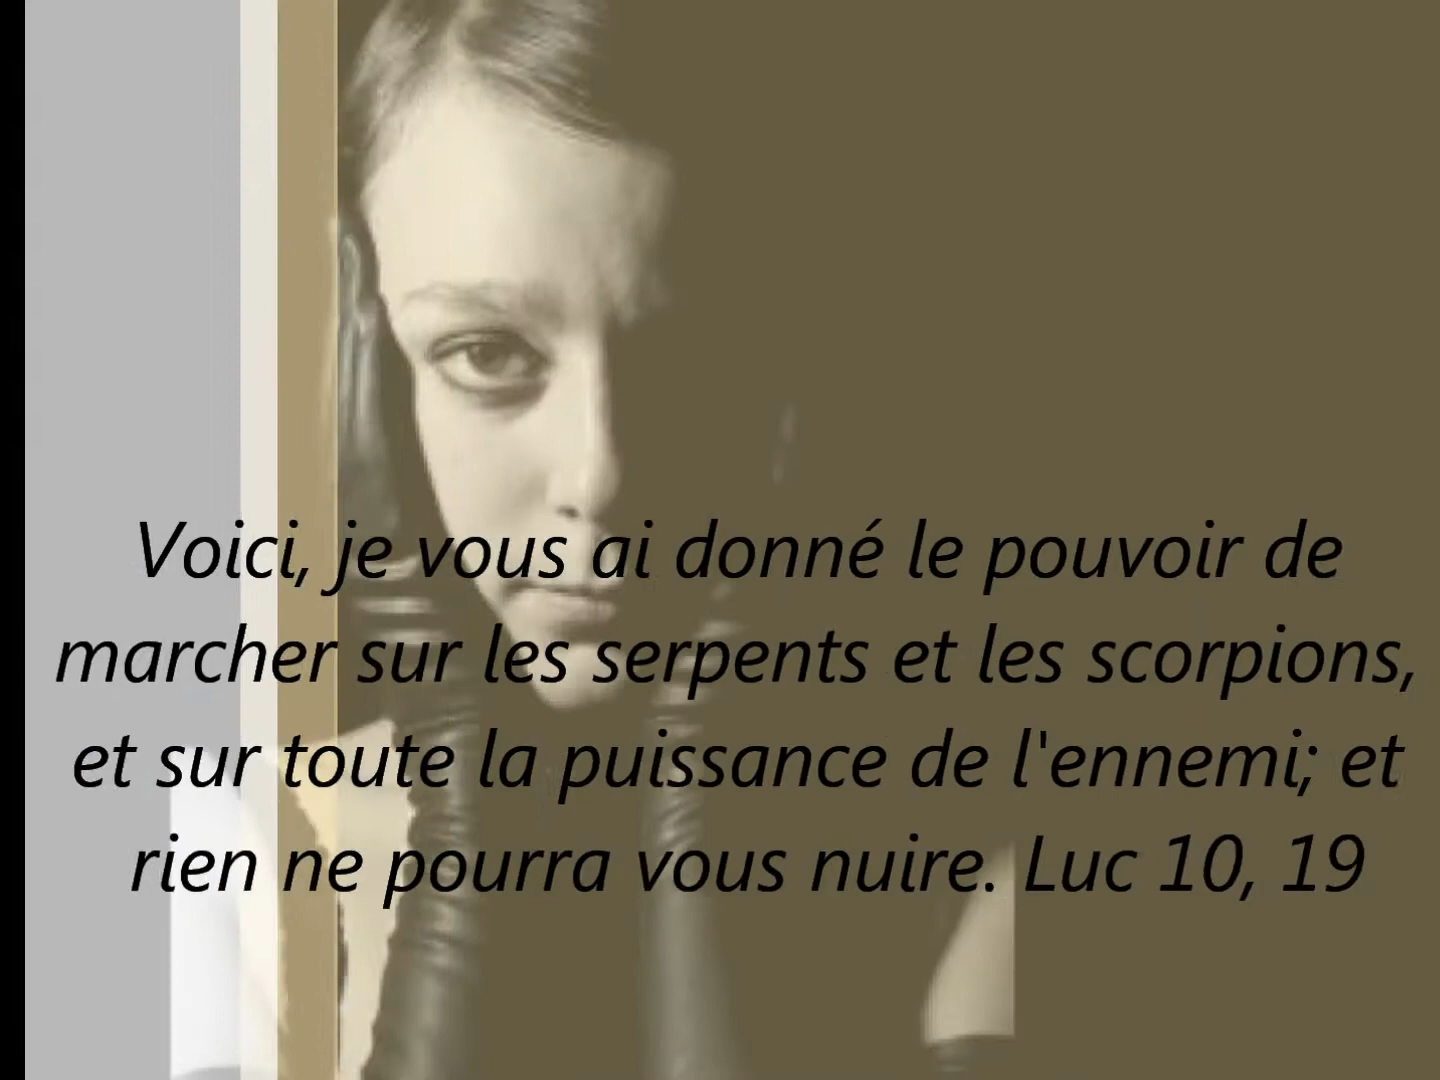 Voici, je vous ai donné le pouvoir de
marcher sur les serpents et les scorpions,
et sur toute la puissance de l'ennemi; et
rien ne pourra vous nuire. Luc 10, 19